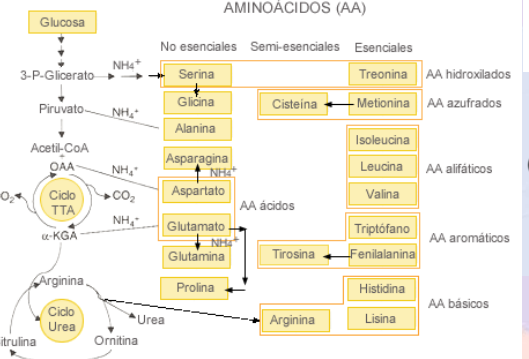 AMINOÁCIDOS (AA)
Glucosa
No esenciales Semi-esenciales Esenciales
3-P-Glicerato NH₄⁺ Serina Treonina AA hidroxilados
Glicina Cisteína Metionina AA azufrados
Piruvato NH₄⁺ Alanina
Isoleucina
Acetil-CoA Asparagina
+
OAA NH₄⁺ NH₄⁺ Leucina AA alifáticos
O₂ Ciclo TTA CO₂ Aspartato Valina
AA ácidos
NH₄⁺ Glutamato Triptófano AA aromáticos
α-KGA NH₄⁺
Glutamina Tirosina Fenilalanina
Arginina Prolina Histidina
AA básicos
Ciclo Urea Urea Arginina Lisina
itrulina Ornitina